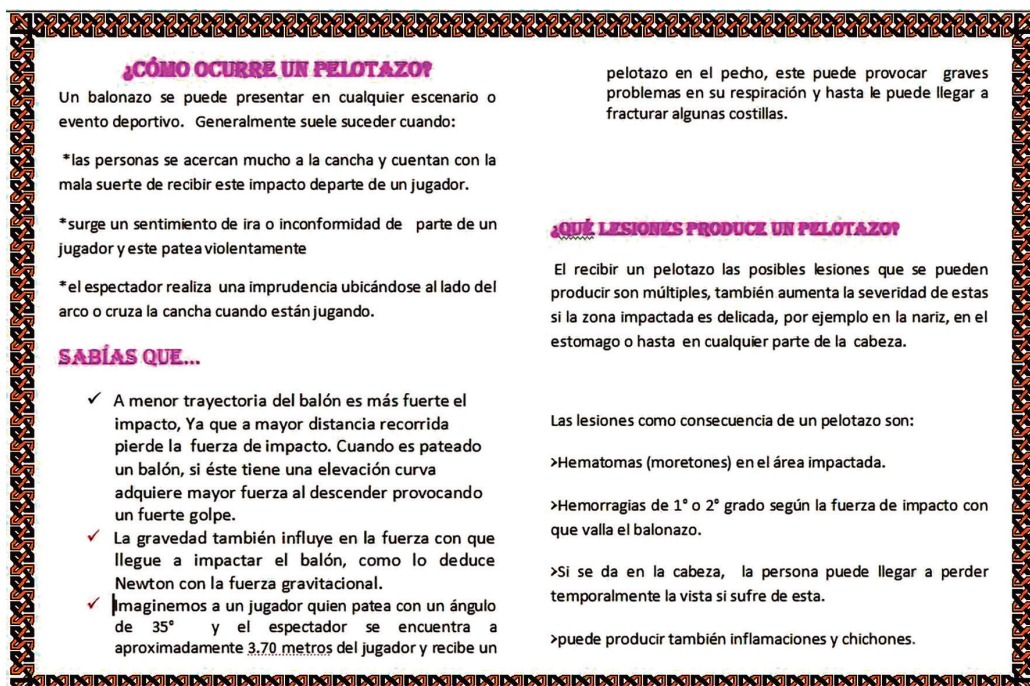 ¿CÓMO OCURRE UN PELOTAZO?
Un balonazo se puede presentar en cualquier escenario o
evento deportivo. Generalmente suele suceder cuando:
*las personas se acercan mucho a la cancha y cuentan con la
mala suerte de recibir este impacto departe de un jugador.
*surge un sentimiento de ira o inconformidad de parte de un
jugador y este patea violentamente
*el espectador realiza una imprudencia ubicándose al lado del
arco o cruza la cancha cuando están jugando.
SABÍAS QUE...
✓ A menor trayectoria del balón es más fuerte el
impacto, Ya que a mayor distancia recorrida
pierde la fuerza de impacto. Cuando es pateado
un balón, si éste tiene una elevación curva
adquiere mayor fuerza al descender provocando
un fuerte golpe.
✓ La gravedad también influye en la fuerza con que
llegue a impactar el balón, como lo deduce
Newton con la fuerza gravitacional.
✓ Imaginemos a un jugador quien patea con un ángulo
de 35° y el espectador se encuentra a
aproximadamente 3.70 metros del jugador y recibe un
pelotazo en el pecho, este puede provocar graves
problemas en su respiración y hasta le puede llegar a
fracturar algunas costillas.
¿QUÉ LESIONES PRODUCE UN PELOTAZO?
El recibir un pelotazo las posibles lesiones que se pueden
producir son múltiples, también aumenta la severidad de estas
si la zona impactada es delicada, por ejemplo en la nariz, en el
estomago o hasta en cualquier parte de la cabeza.
Las lesiones como consecuencia de un pelotazo son:
>Hematomas (moretones) en el área impactada.
>Hemorragias de 1° o 2° grado según la fuerza de impacto con
que valla el balonazo.
>Si se da en la cabeza, la persona puede llegar a perder
temporalmente la vista si sufre de esta.
>puede producir también inflamaciones y chichones.